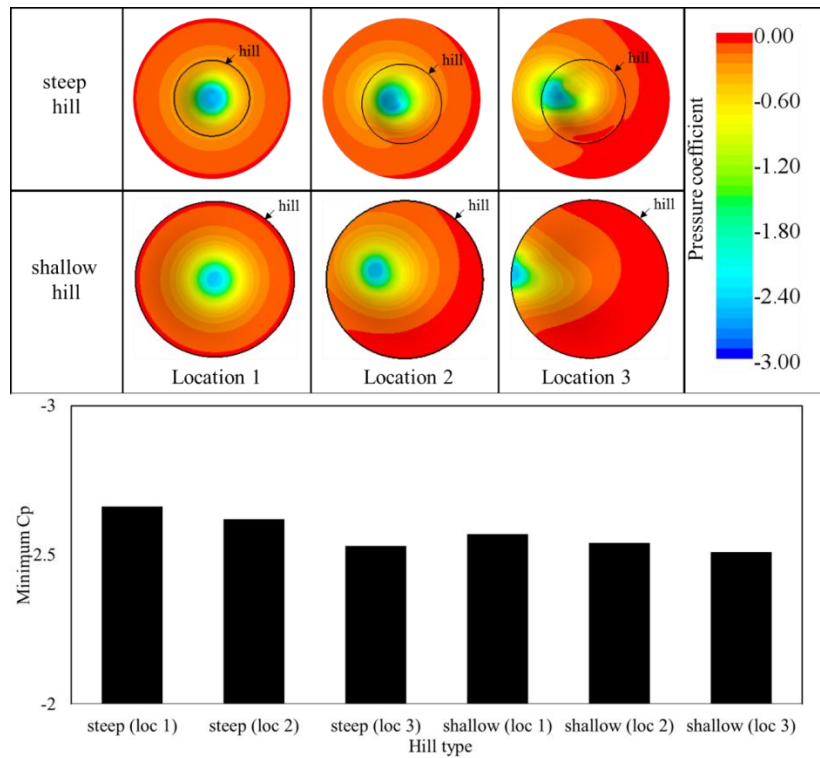 steep
hill
hill
hill
hill
shallow
hill
hill
hill
hill
Location 1
Location 2
Location 3
Pressure coefficient
0.00
-0.60
-1.20
-1.80
-2.40
-3.00
-3
-2.5
-2
Minimum Cp
steep (loc 1)
steep (loc 2)
steep (loc 3)
shallow (loc 1)
shallow (loc 2)
shallow (loc 3)
Hill type